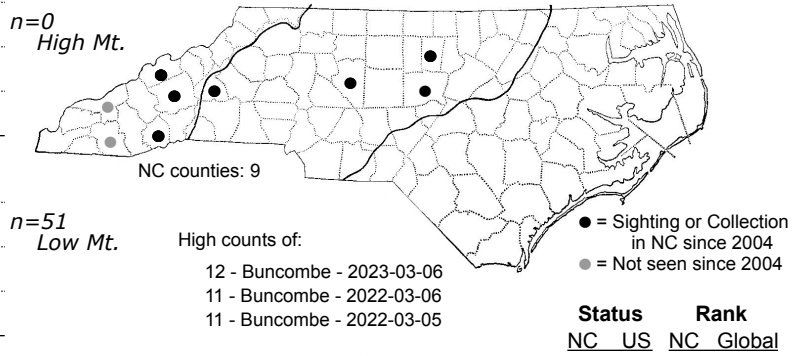 n=0
High Mt.
NC counties: 9
n=51
Low Mt.
High counts of:
12 - Buncombe - 2023-03-06
11 - Buncombe - 2022-03-06
11 - Buncombe - 2022-03-05
● = Sighting or Collection
in NC since 2004
● = Not seen since 2004
Status Rank
NC US NC Global